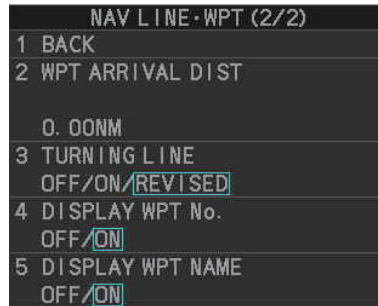 NAV LINE·WPT (2/2)
1 BACK
2 WPT ARRIVAL DIST
0.00NM
3 TURNING LINE
OFF/ON/REVISED
4 DISPLAY WPT No.
OFF/ON
5 DISPLAY WPT NAME
OFF/ON